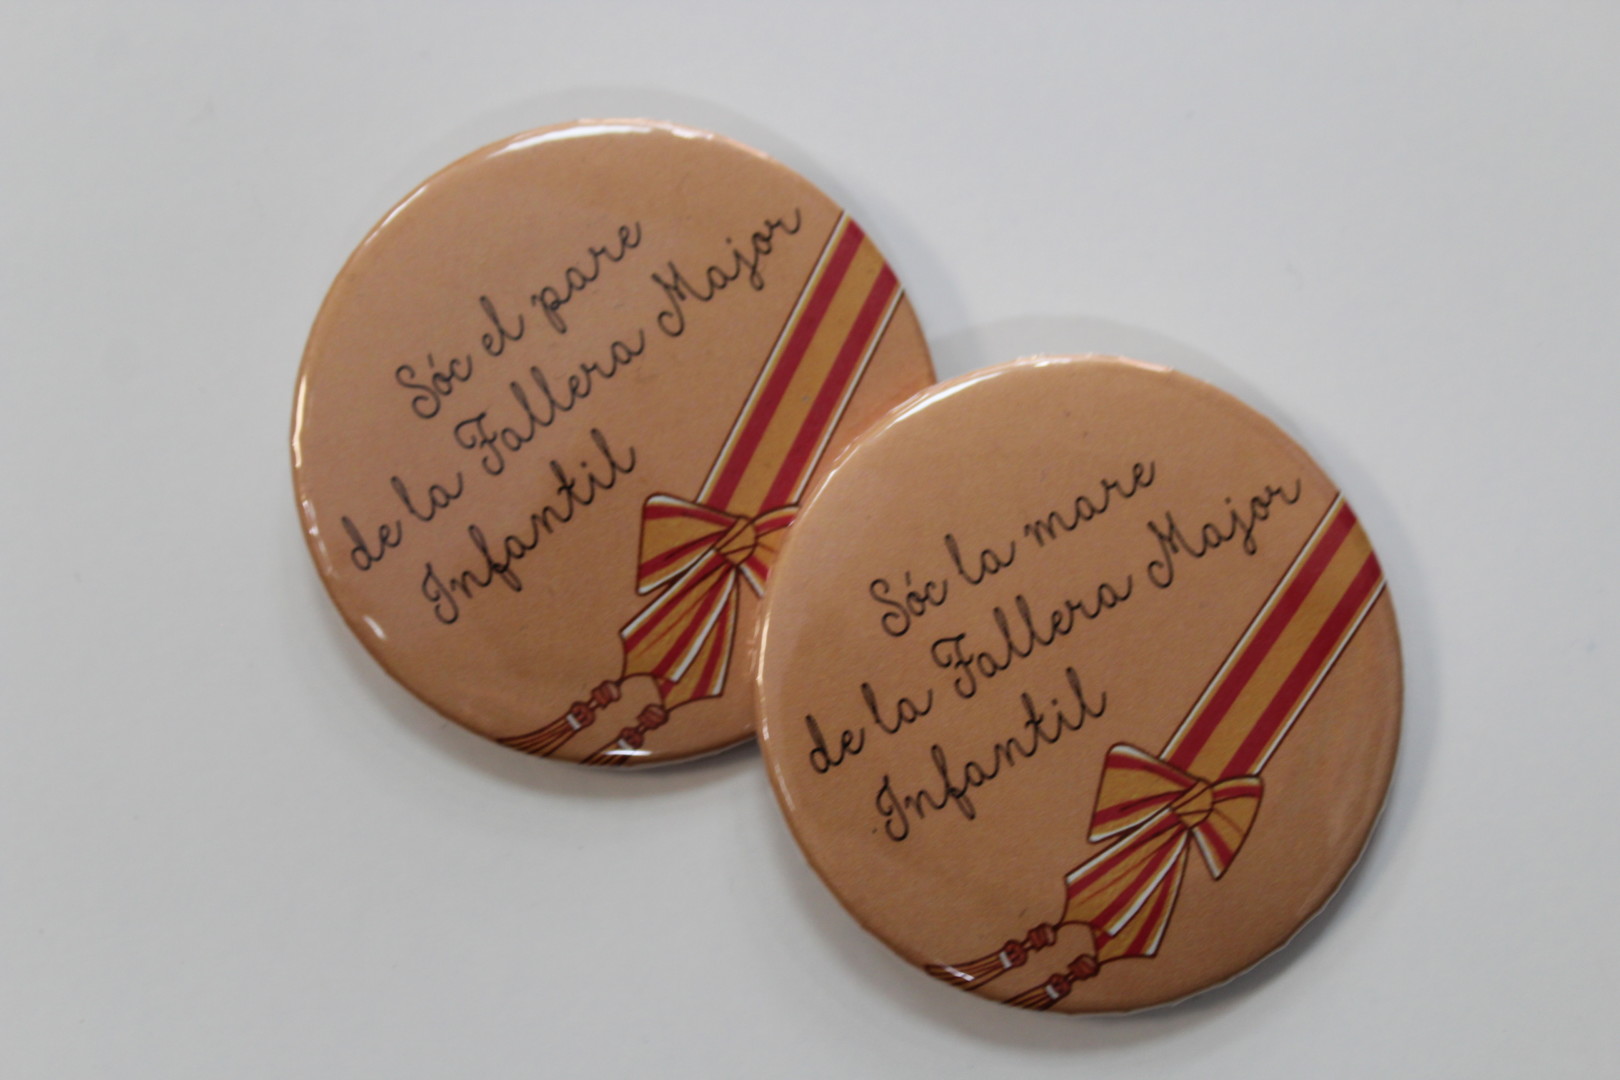 Sóc el pare
de la Fallera Major
Infantil
Sóc la mare
de la Fallera Major
Infantil